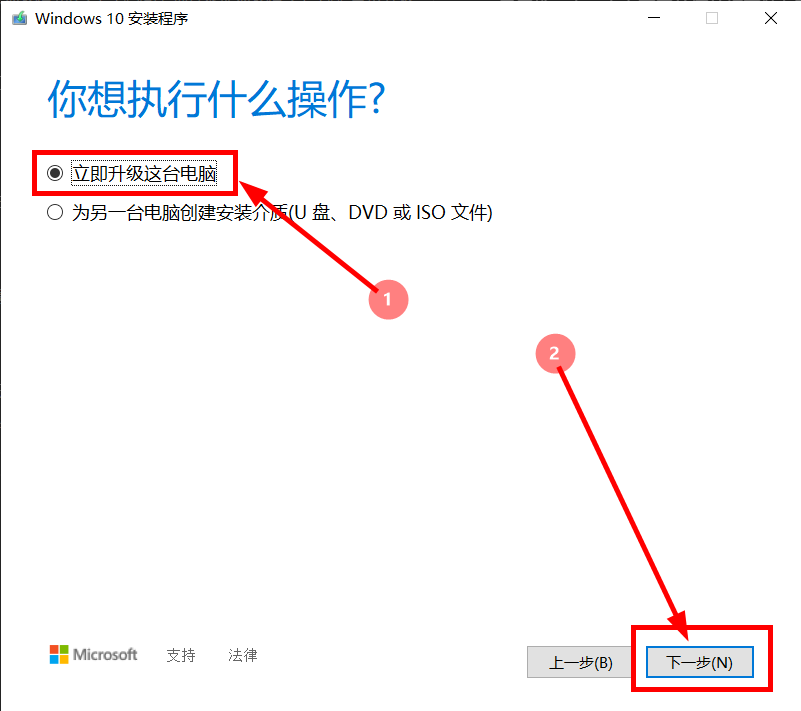 Windows 10 安装程序
你想执行什么操作?
立即升级这台电脑
为另一台电脑创建安装介质(U 盘、DVD 或 ISO 文件)
1
2
Microsoft 支持 法律 上一步(B) 下一步(N)